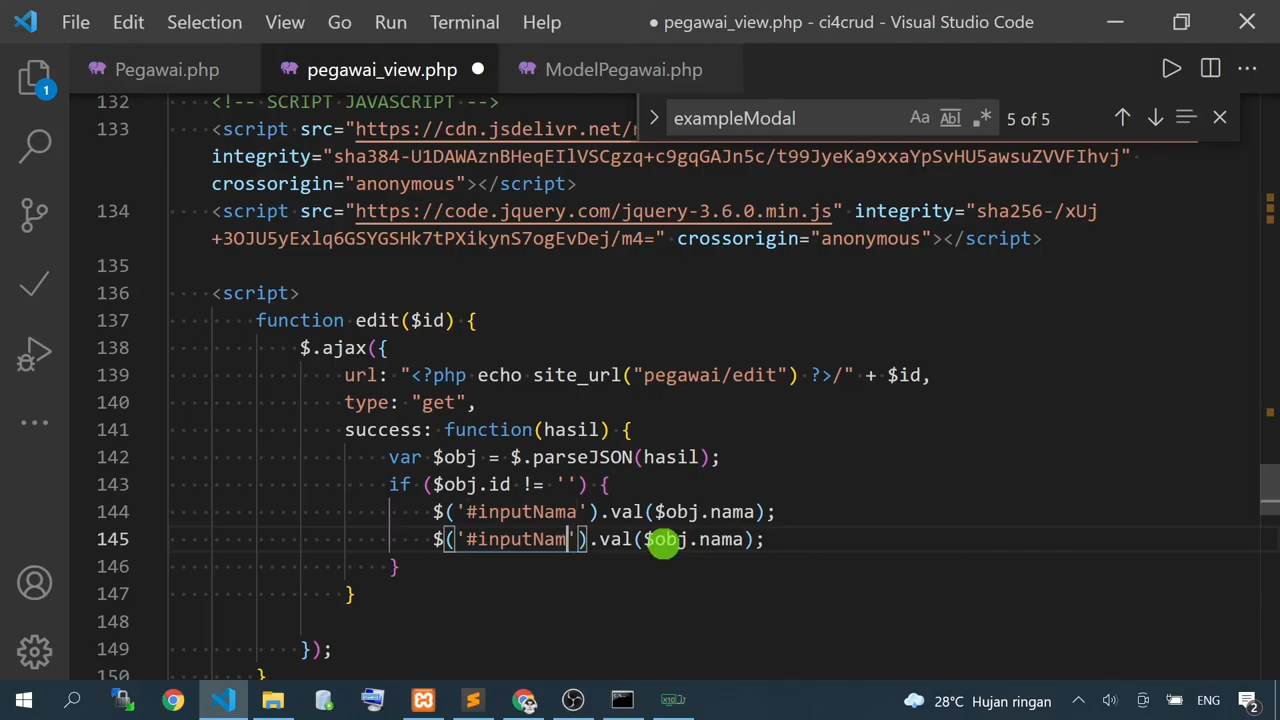 File Edit Selection View Go Run Terminal Help ● pegawai_view.php - ci4crud - Visual Studio Code
Pegawai.php pegawai_view.php ● ModelPegawai.php
exampleModal Aa Abl .* 5 of 5
132 <!-- SCRIPT JAVASCRIPT -->
133 <script src="https://cdn.jsdelivr.net/
integrity="sha384-U1DAWAznBHeqEIlVSCgzq+c9gqGAJn5c/t99JyeKa9xxaYpSvHU5awsuZVVFIhvj"
crossorigin="anonymous"></script>
134 <script src="https://code.jquery.com/jquery-3.6.0.min.js" integrity="sha256-/xUj
+3OJU5yExlq6GSYGSHk7tPXikynS7ogEvDej/m4=" crossorigin="anonymous"></script>
135
136 <script>
137 function edit($id) {
138 $.ajax({
139 url: "<?php echo site_url("pegawai/edit") ?>/" + $id,
140 type: "get",
141 success: function(hasil) {
142 var $obj = $.parseJSON(hasil);
143 if ($obj.id != '') {
144 $('#inputNama').val($obj.nama);
145 $('#inputNam').val($obj.nama);
146 }
147 }
148
149 });
150 }
1
28°C Hujan ringan ENG 2